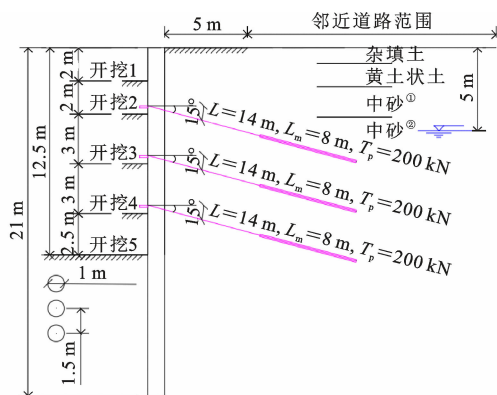 5 m
邻近道路范围
2 m
开挖1
杂填土
黄土状土
中砂①
中砂②
5 m
2 m
开挖2
15°
L=14 m, Lm=8 m, Tp=200 kN
3 m
开挖3
15°
L=14 m, Lm=8 m, Tp=200 kN
12.5 m
21 m
3 m
开挖4
15°
L=14 m, Lm=8 m, Tp=200 kN
2.5 m
开挖5
1 m
1.5 m